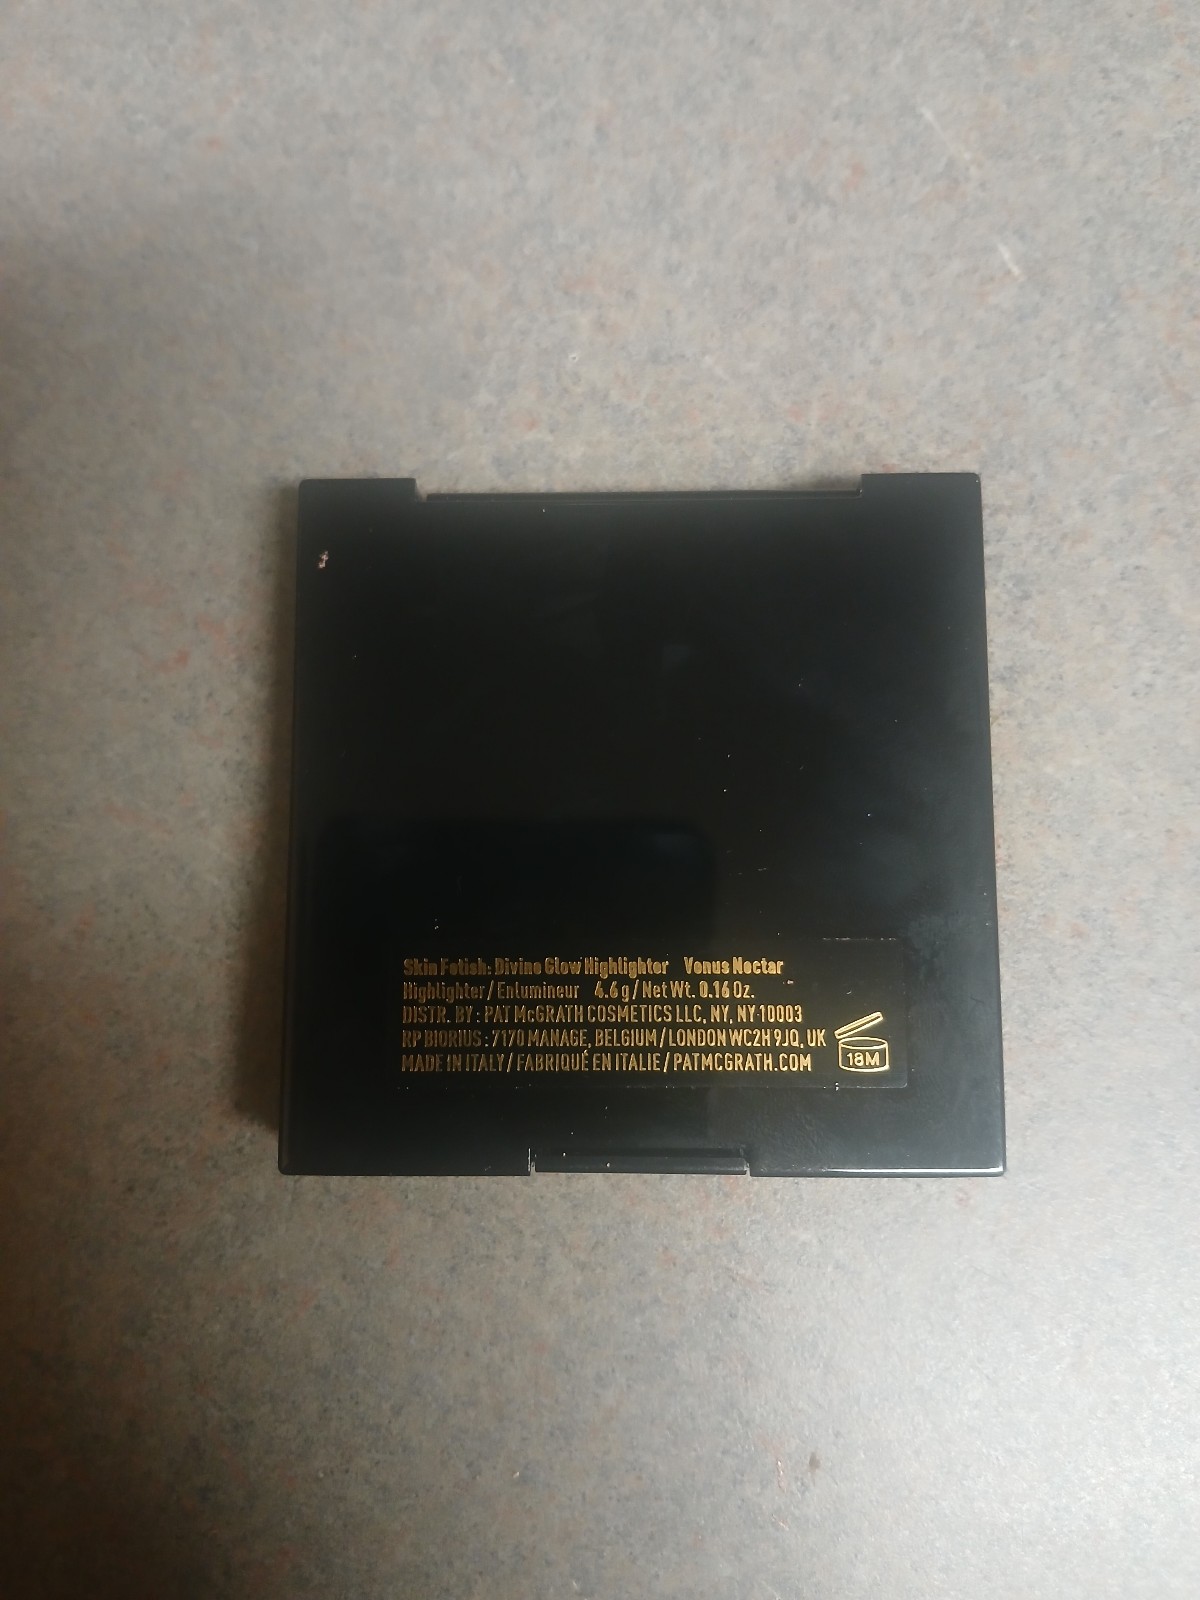 Skin Fetish: Divine Glow Highlighter Venus Nectar
Highlighter / Enlumineur 4.6 g / Net Wt. 0.16 Oz.
DISTR. BY : PAT McGRATH COSMETICS LLC, NY, NY 10003
RP BIORIUS : 7170 MANAGE, BELGIUM / LONDON WC2H 9JQ, UK
MADE IN ITALY / FABRIQUÉ EN ITALIE / PATMCGRATH.COM
18M